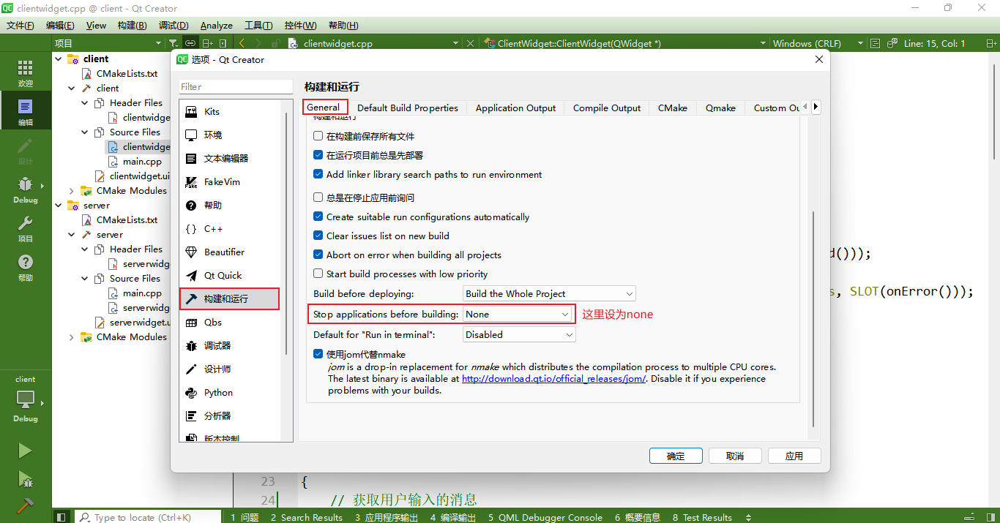 clientwidget.cpp @ client - Qt Creator
文件(F) 编辑(E) View 构建(B) 调试(D) Analyze 工具(T) 控件(W) 帮助(H)
项目 clientwidget.cpp ClientWidget::ClientWidget(QWidget *) Windows (CRLF) Line: 15, Col: 1
欢迎
编辑
设计
Debug
项目
帮助
client
Debug
client
CMakeLists.txt
client
Header Files
clientwidge
Source Files
clientwidge
main.cpp
clientwidget.ui
CMake Modules
server
CMakeLists.txt
server
Header Files
serverwidg
Source Files
main.cpp
serverwidg
serverwidget.u
CMake Modules
选项 - Qt Creator
Filter
Kits
环境
文本编辑器
FakeVim
帮助
C++
Beautifier
Qt Quick
构建和运行
Qbs
调试器
设计师
Python
分析器
版本控制
构建和运行
General Default Build Properties Application Output Compile Output CMake Qmake Custom Ou
构建和运行
在构建前保存所有文件
在运行项目前总是先部署
Add linker library search paths to run environment
总是在停止应用前询问
Create suitable run configurations automatically
Clear issues list on new build
Abort on error when building all projects
Start build processes with low priority
Build before deploying: Build the Whole Project
Stop applications before building: None 这里设为none
Default for "Run in terminal": Disabled
使用jom代替nmake
jom is a drop-in replacement for nmake which distributes the compilation process to multiple CPU cores.
The latest binary is available at http://download.qt.io/official_releases/jom/. Disable it if you experience
problems with your builds.
确定 取消 应用
d()));
s, SLOT(onError()));
23 {
24 // 获取用户输入的消息
Type to locate (Ctrl+K) 1 问题 2 Search Results 3 应用程序输出 4 编译输出 5 QML Debugger Console 6 概要信息 8 Test Results